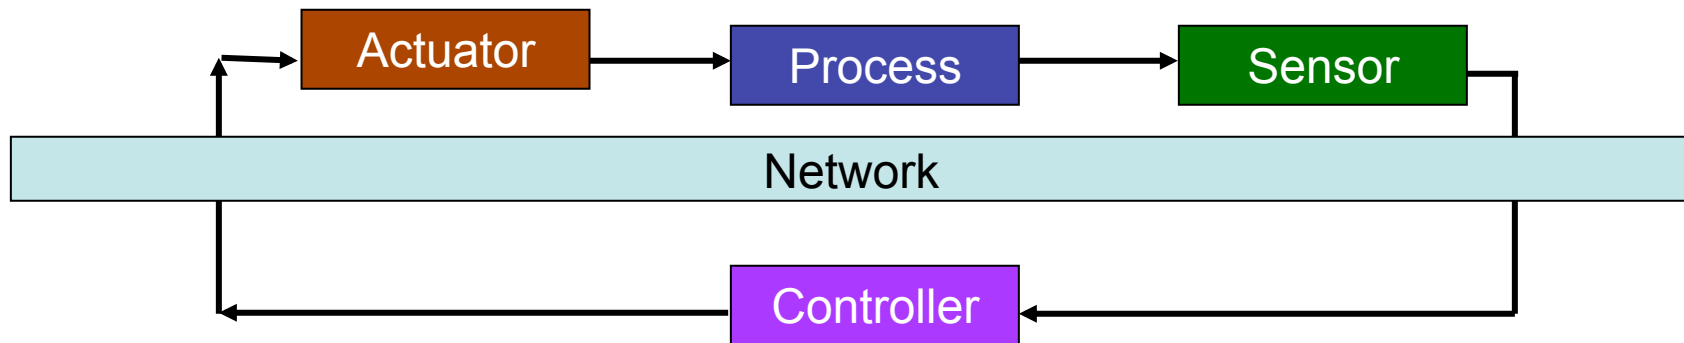 Actuator
Process
Sensor
Network
Controller